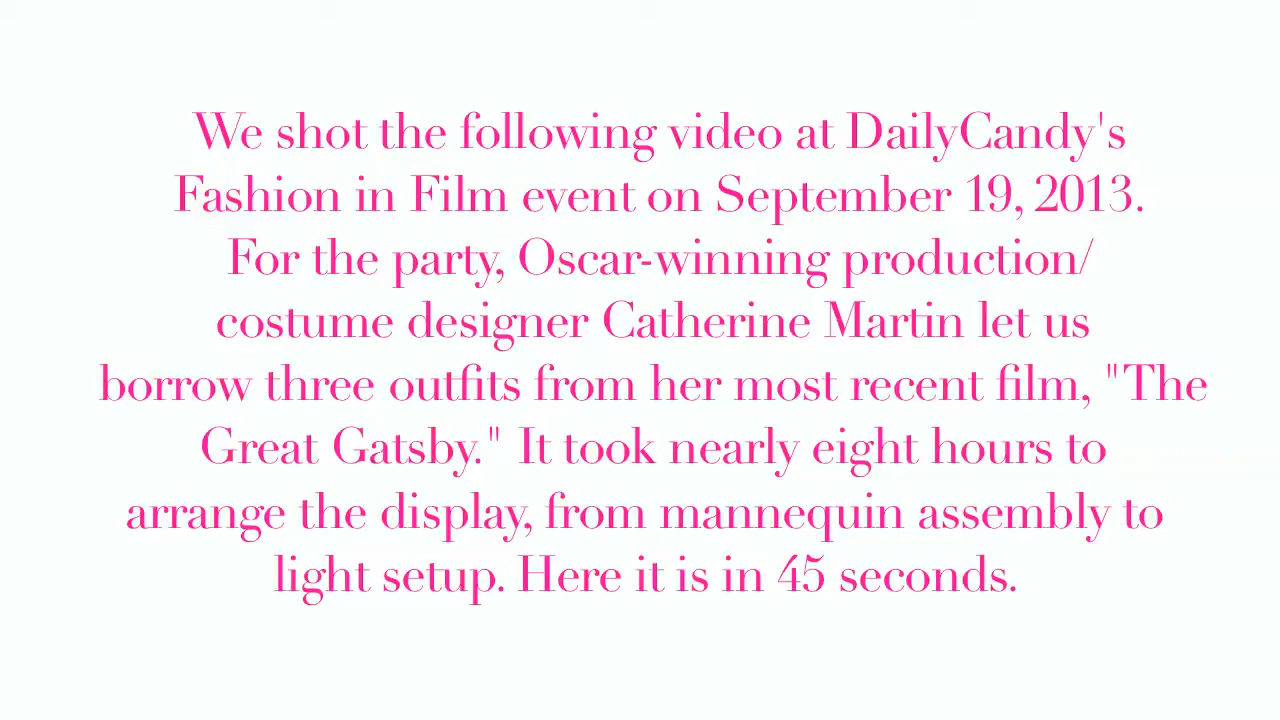 We shot the following video at DailyCandy's
Fashion in Film event on September 19, 2013.
For the party, Oscar-winning production/
costume designer Catherine Martin let us
borrow three outfits from her most recent film, "The
Great Gatsby." It took nearly eight hours to
arrange the display, from mannequin assembly to
light setup. Here it is in 45 seconds.